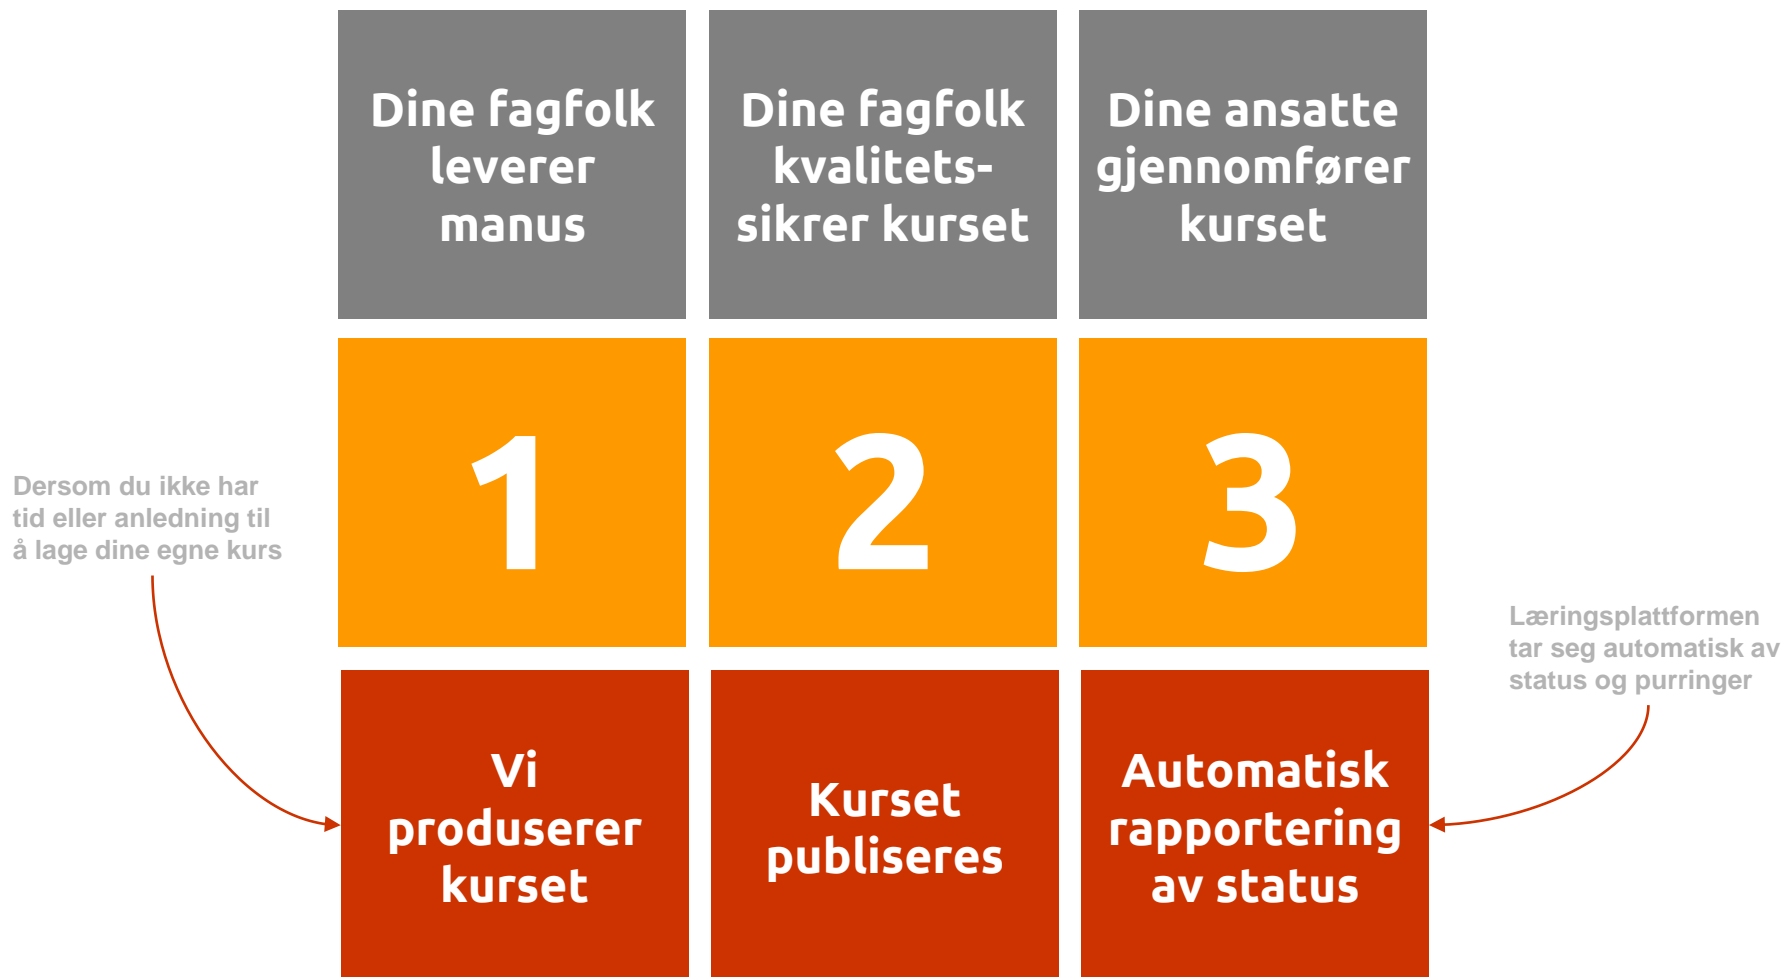 Dine fagfolk
leverer
manus
Dine fagfolk
kvalitets-
sikrer kurset
Dine ansatte
gjennomfører
kurset
1
2
3
Dersom du ikke har
tid eller anledning til
å lage dine egne kurs
Læringsplattformen
tar seg automatisk av
status og purringer
Vi
produserer
kurset
Kurset
publiseres
Automatisk
rapportering
av status